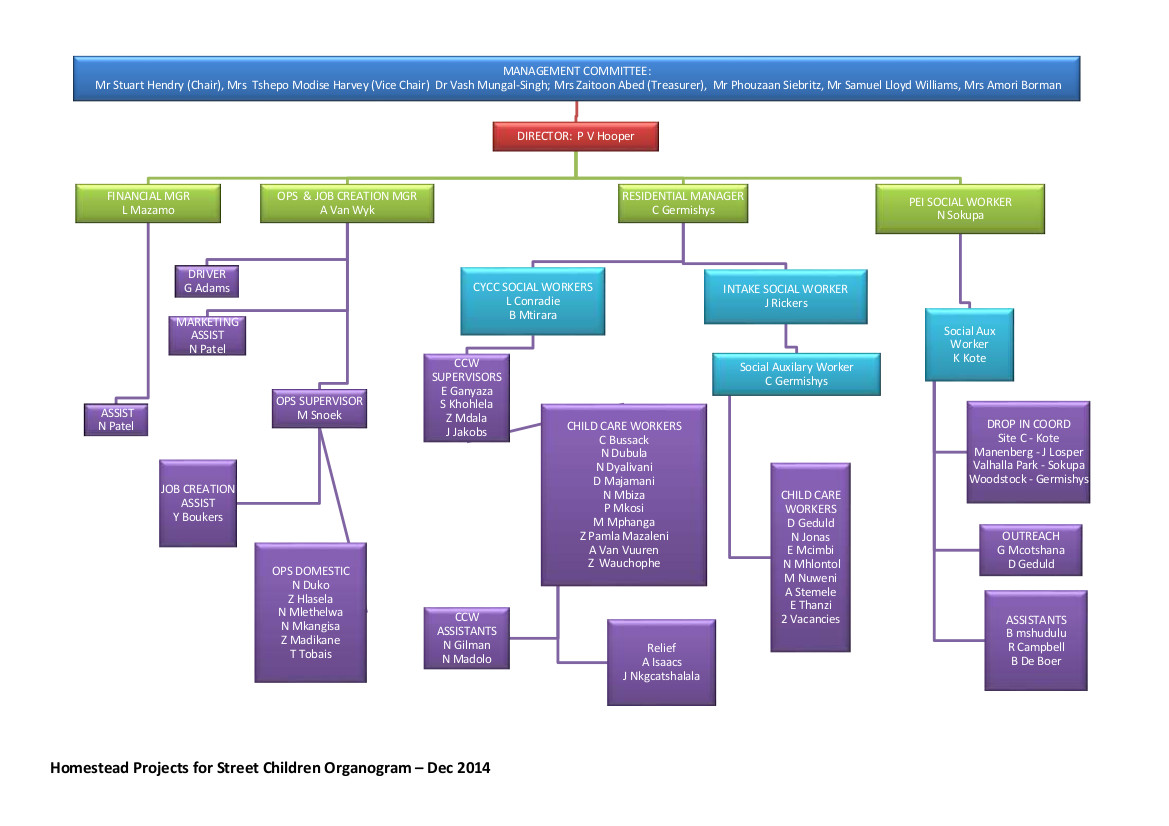 MANAGEMENT COMMITTEE:
Mr Stuart Hendry (Chair), Mrs Tshepo Modise Harvey (Vice Chair) Dr Vash Mungal-Singh; Mrs Zaitoon Abed (Treasurer), Mr Phouzaan Siebritz, Mr Samuel Lloyd Williams, Mrs Amori Borman
DIRECTOR: P V Hooper
FINANCIAL MGR
L Mazamo
OPS & JOB CREATION MGR
A Van Wyk
RESIDENTIAL MANAGER
C Germishys
PEI SOCIAL WORKER
N Sokupa
DRIVER
G Adams
MARKETING
ASSIST
N Patel
ASSIST
N Patel
OPS SUPERVISOR
M Snoek
JOB CREATION
ASSIST
Y Boukers
OPS DOMESTIC
N Duko
Z Hlasela
N Mlethelwa
N Mkangisa
Z Madikane
T Tobais
CYCC SOCIAL WORKERS
L Conradie
B Mtirara
CCW
SUPERVISORS
E Ganyaza
S Khohlela
Z Mdala
J Jakobs
CHILD CARE WORKERS
C Bussack
N Dubula
N Dyalivani
D Majamani
N Mbiza
P Mkosi
M Mphanga
Z Pamla Mazaleni
A Van Vuuren
Z Wauchophe
CCW
ASSISTANTS
N Gilman
N Madolo
Relief
A Isaacs
J Nkgcatshalala
INTAKE SOCIAL WORKER
J Rickers
Social Auxilary Worker
C Germishys
CHILD CARE
WORKERS
D Geduld
N Jonas
E Mcimbi
N Mhlontol
M Nuweni
A Stemele
E Thanzi
2 Vacancies
Social Aux
Worker
K Kote
DROP IN COORD
Site C - Kote
Manenberg - J Losper
Valhalla Park - Sokupa
Woodstock - Germishys
OUTREACH
G Mcotshana
D Geduld
ASSISTANTS
B mshudulu
R Campbell
B De Boer
Homestead Projects for Street Children Organogram – Dec 2014